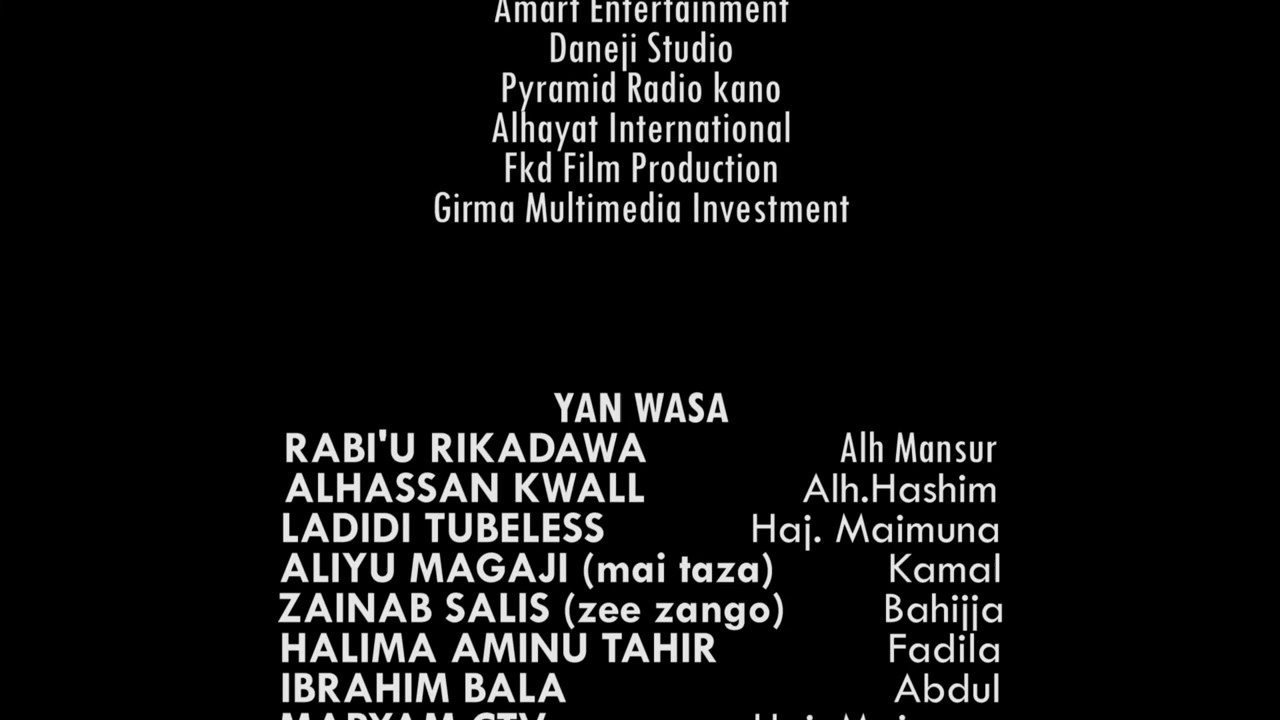 Amart Entertainment
Daneji Studio
Pyramid Radio kano
Alhayat International
Fkd Film Production
Girma Multimedia Investment
YAN WASA
RABI'U RIKADAWA Alh Mansur
ALHASSAN KWALL Alh.Hashim
LADIDI TUBELESS Haj. Maimuna
ALIYU MAGAJI (mai taza) Kamal
ZAINAB SALIS (zee zango) Bahijja
HALIMA AMINU TAHIR Fadila
IBRAHIM BALA Abdul
MARYAM CTV